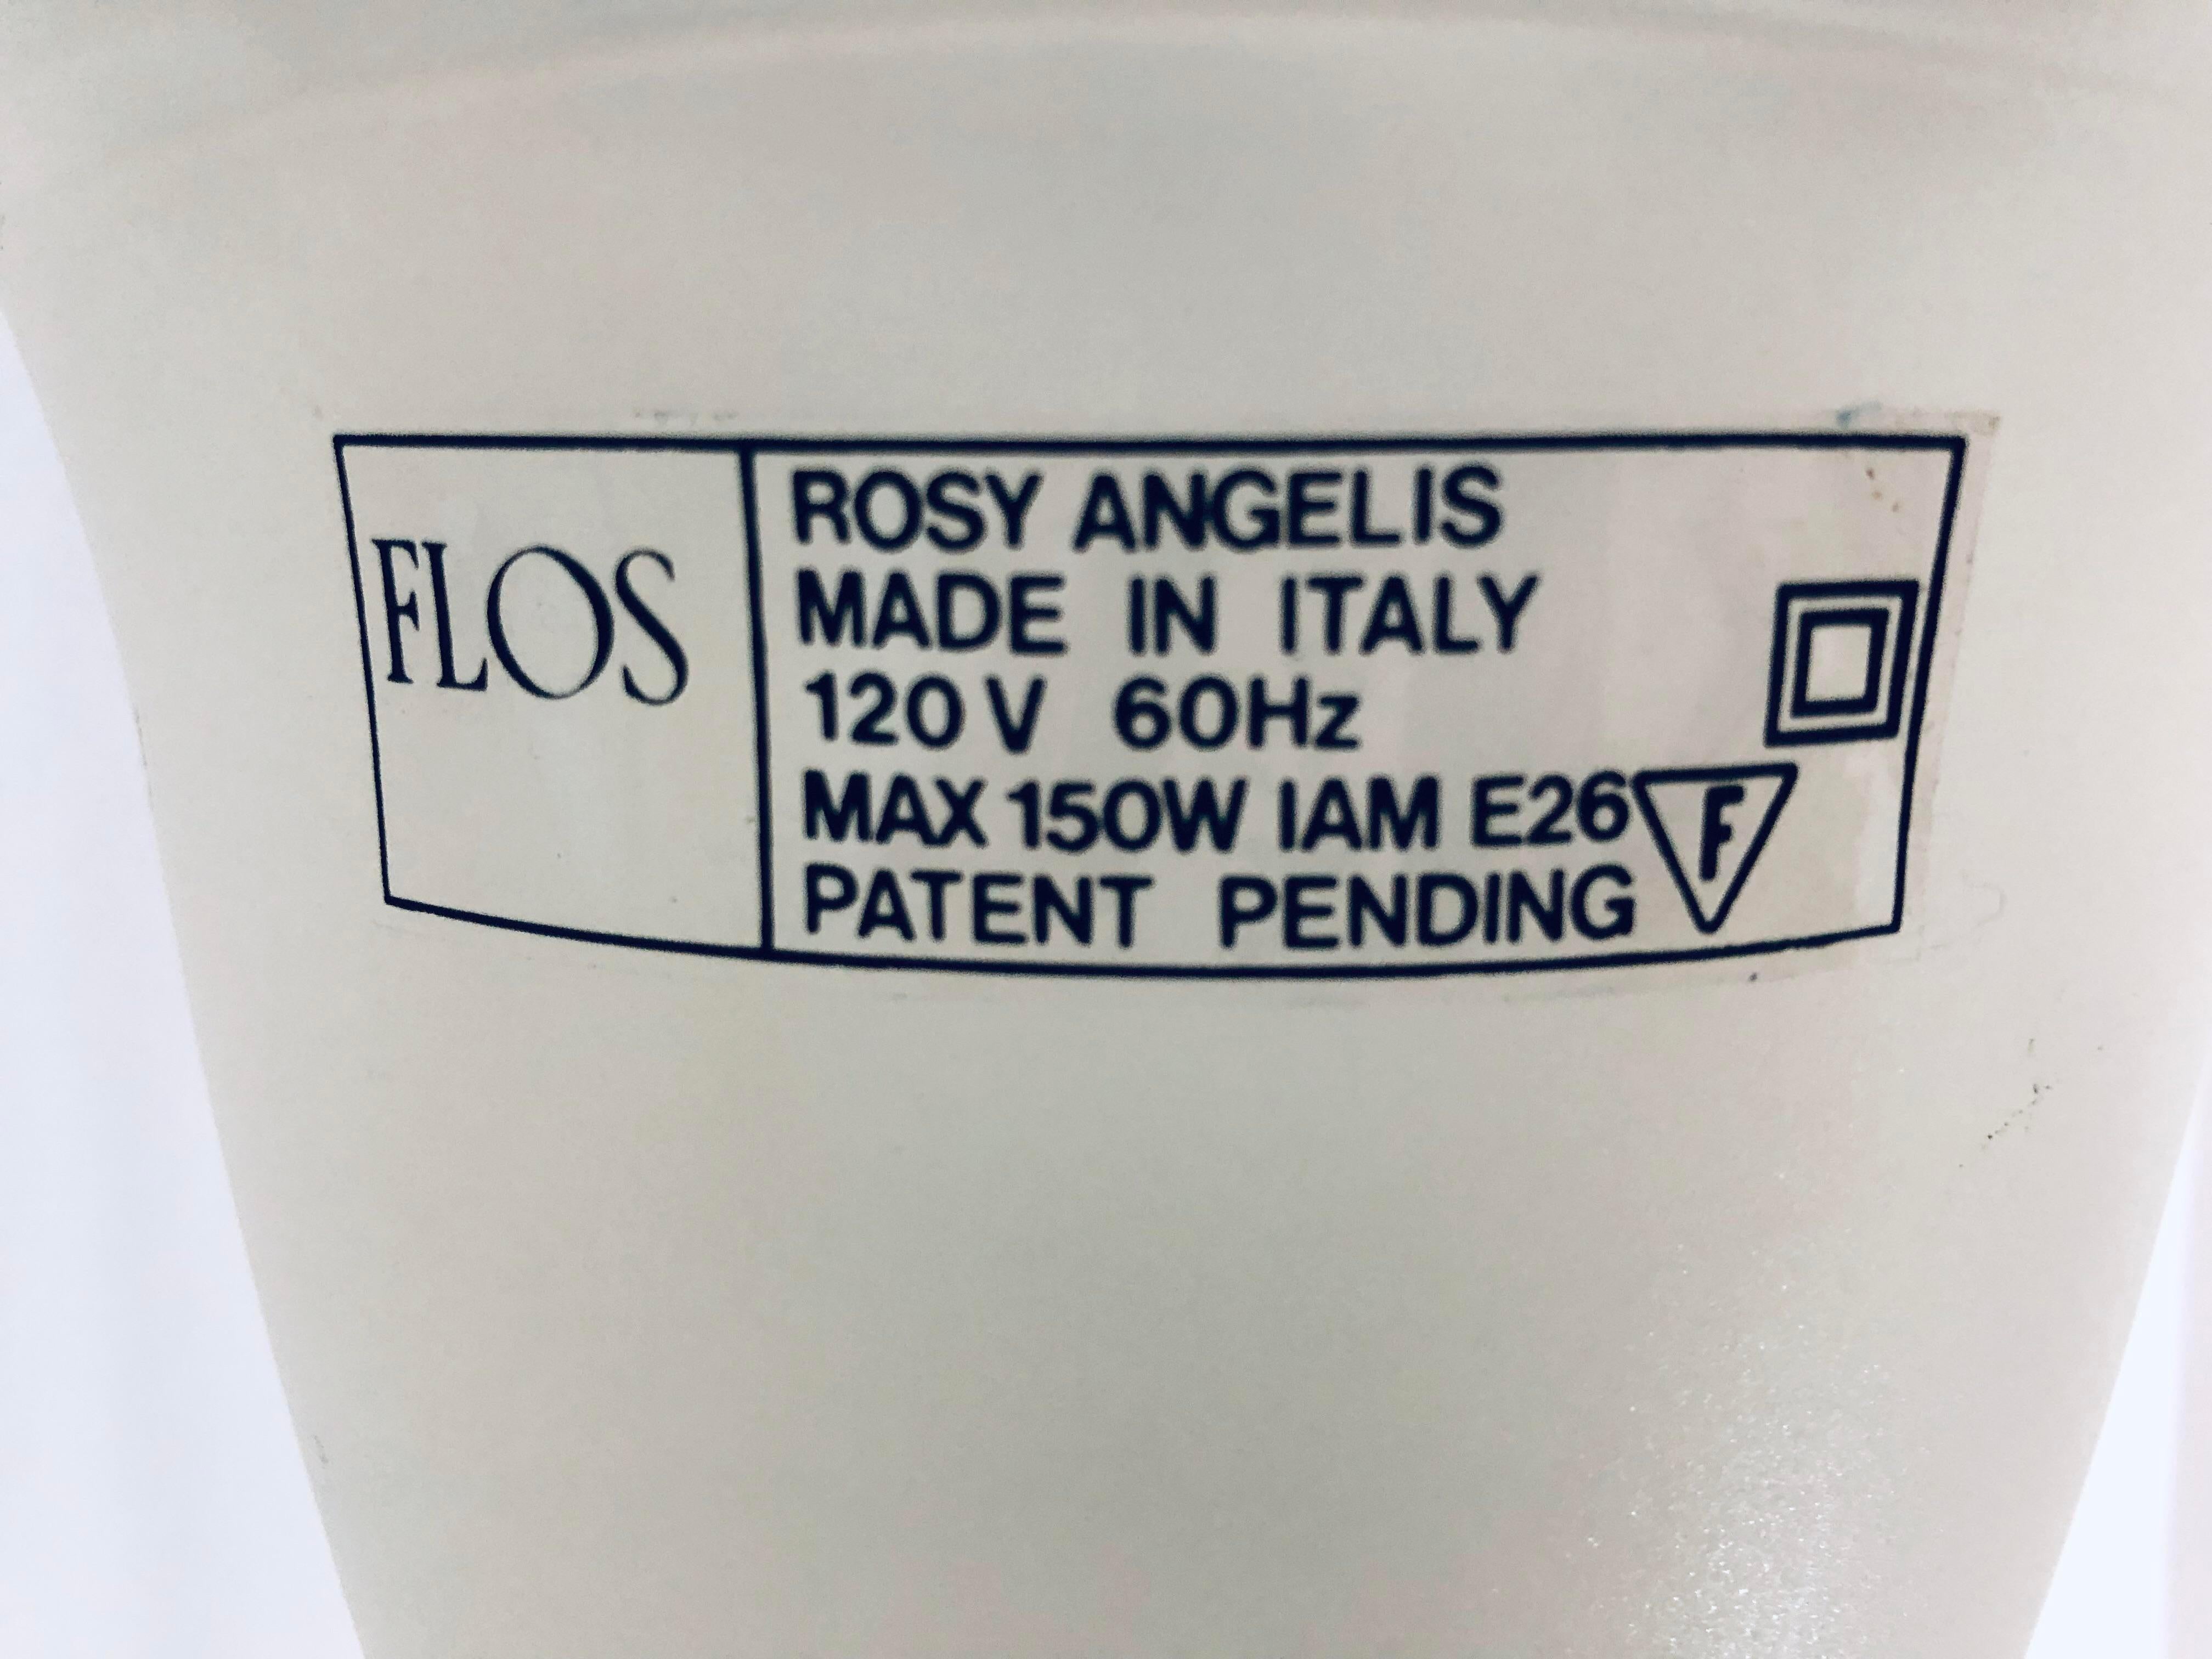 FLOS
ROSY ANGELIS
MADE IN ITALY
120 V 60Hz
MAX 150W IAM E26
F
PATENT PENDING